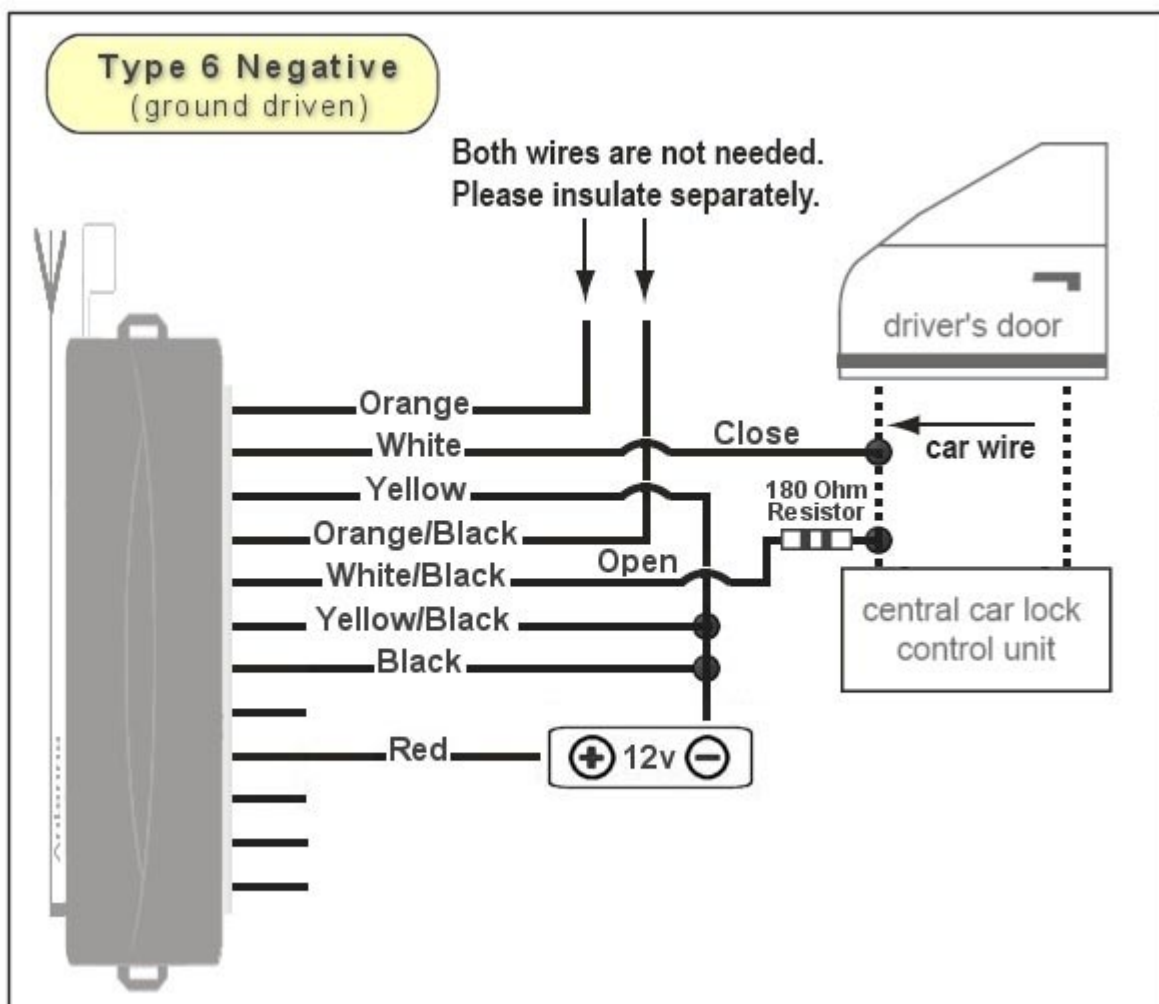 Type 6 Negative
(ground driven)
Both wires are not needed.
Please insulate separately.
driver's door
Orange
White
Close
car wire
Yellow
180 Ohm
Resistor
Orange/Black
Open
White/Black
Yellow/Black
central car lock
control unit
Black
Red
12v